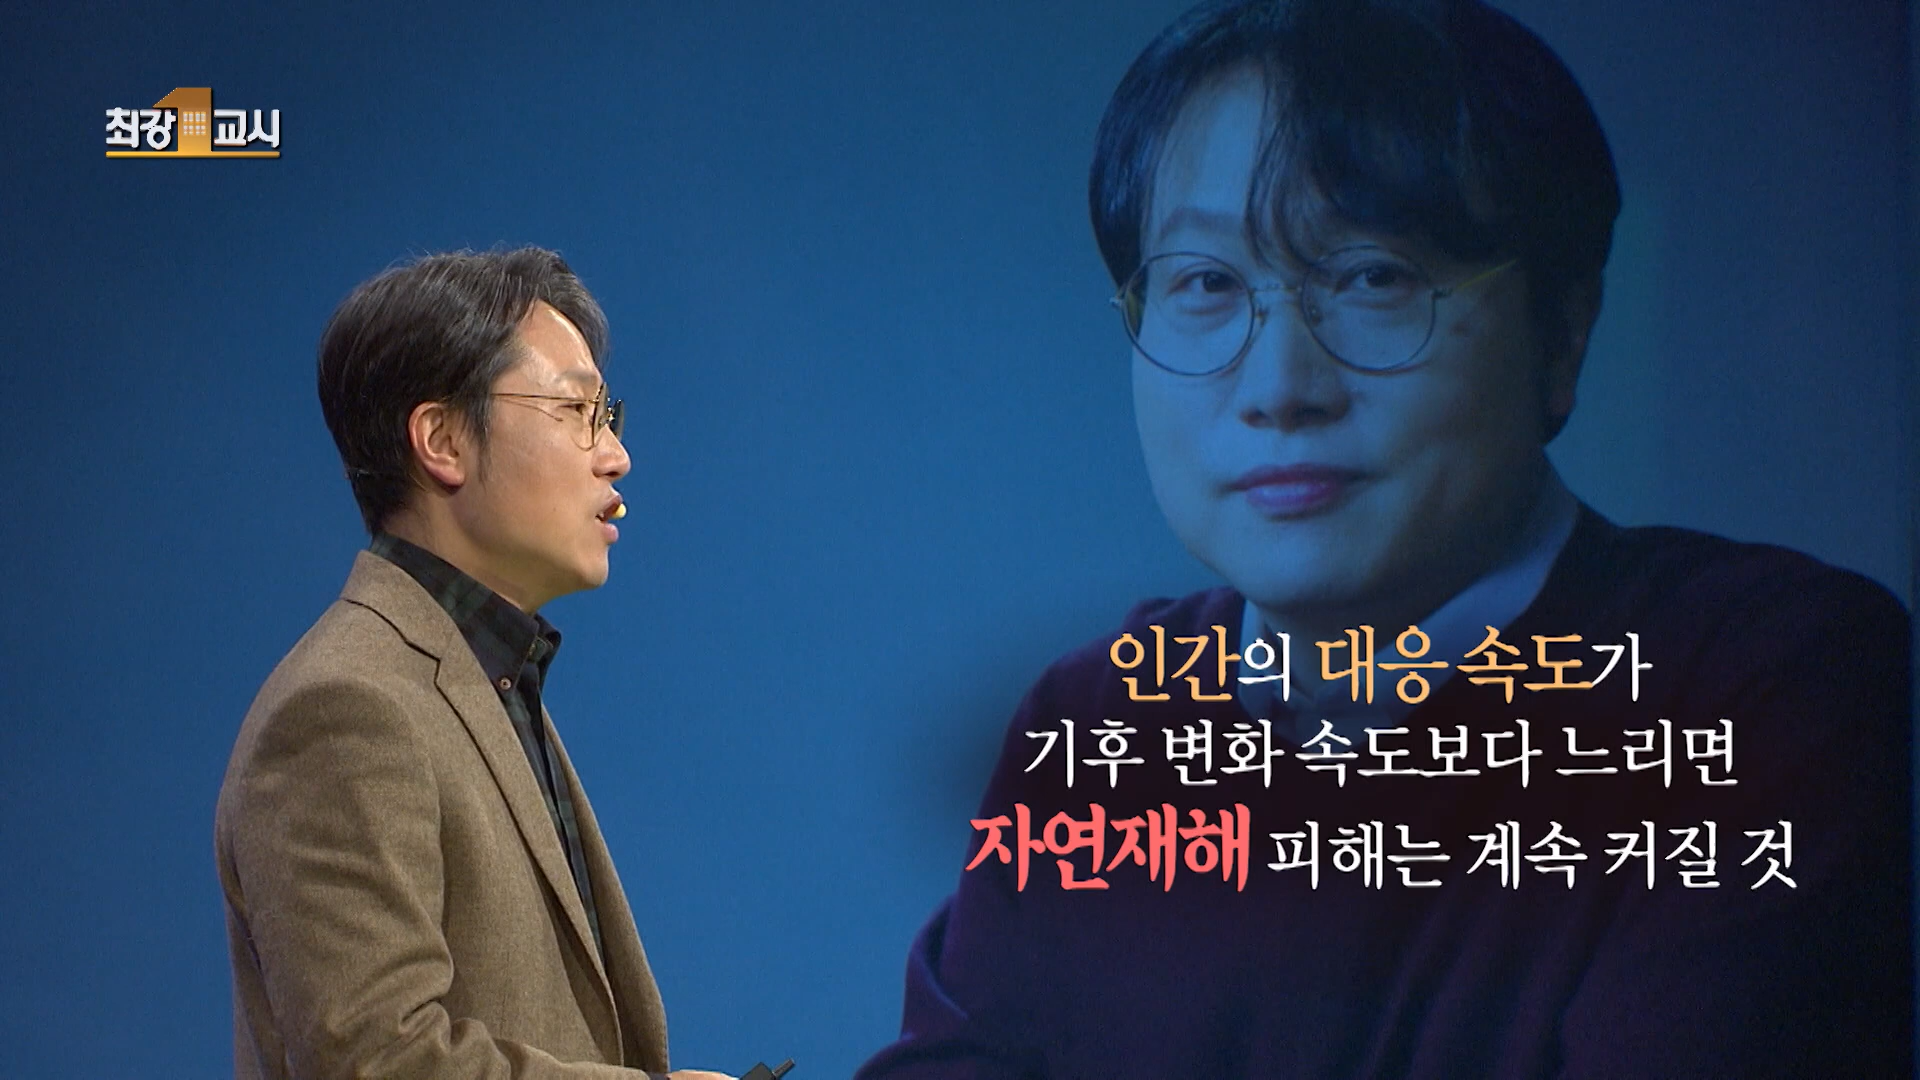 최강1교시
인간의 대응 속도가
기후 변화 속도보다 느리면
자연재해 피해는 계속 커질 것